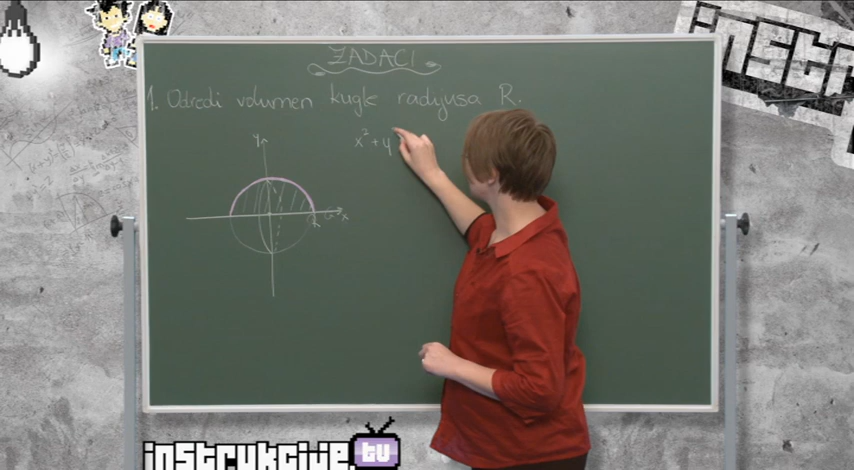 ZADACI
1. Odredi volumen kugle radijusa R.
x² + y
y
R
x
instrukcije.tv